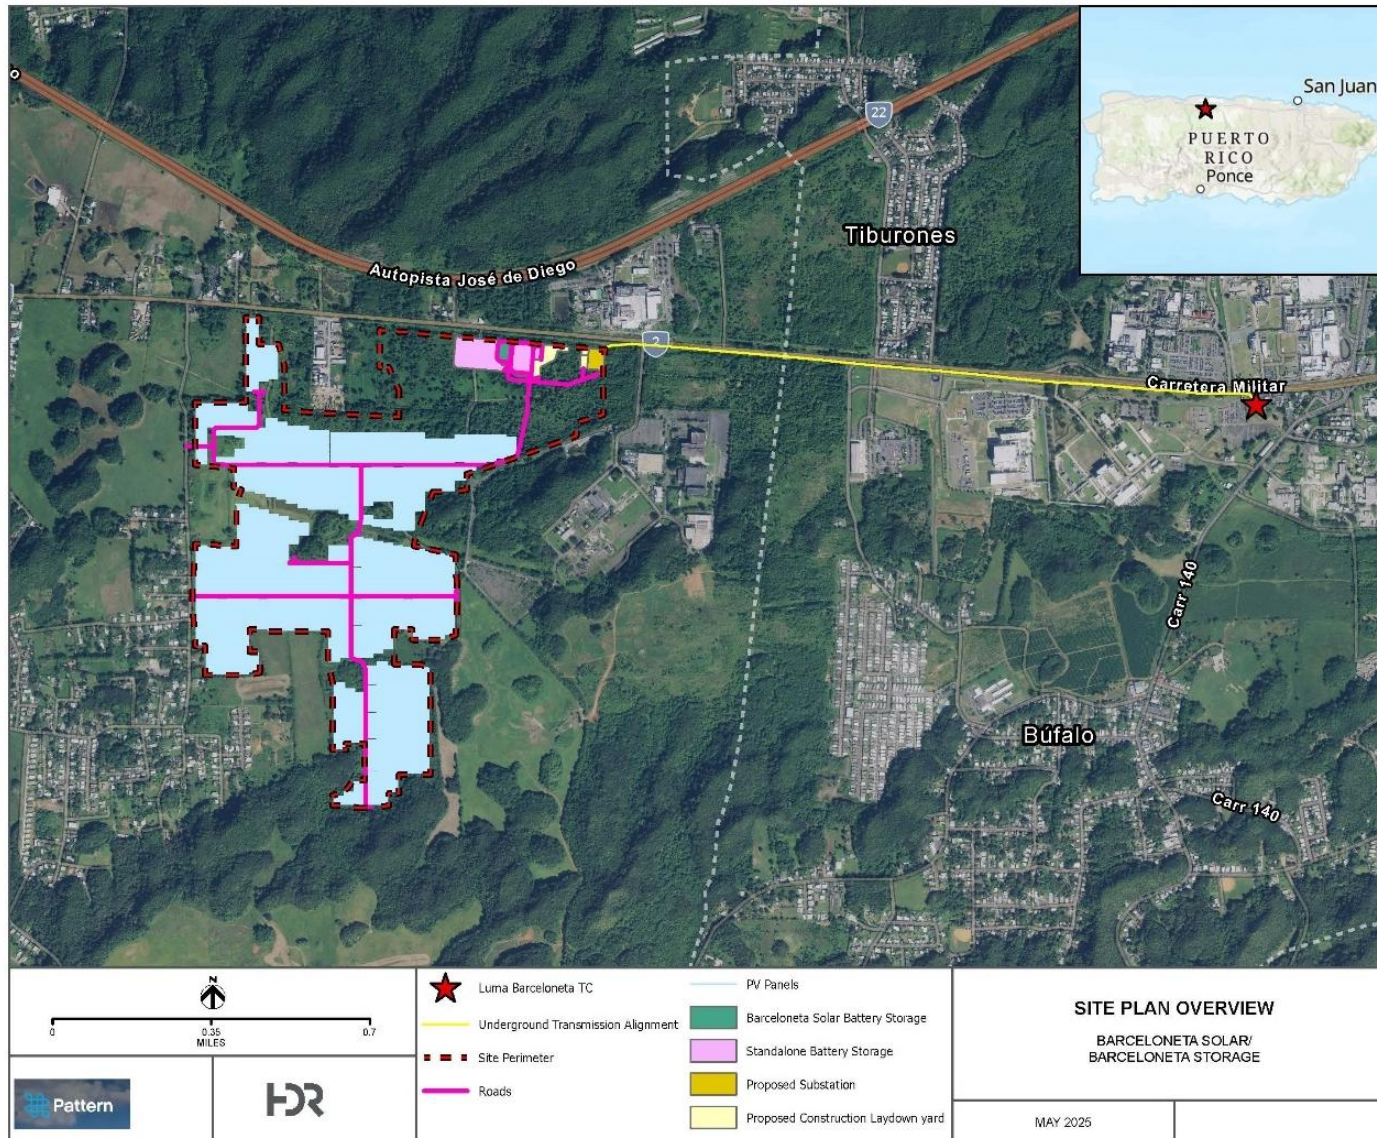 San Juan
PUERTO
RICO
Ponce
22
Tiburones
Autopista José de Diego
2
Carretera Militar
Carr 140
Búfalo
Carr 140
N
0
0.35
0.7
MILES
Pattern
HDR
Luma Barceloneta TC
Underground Transmission Alignment
Site Perimeter
Roads
PV Panels
Barceloneta Solar Battery Storage
Standalone Battery Storage
Proposed Substation
Proposed Construction Laydown yard
SITE PLAN OVERVIEW
BARCELONETA SOLAR/
BARCELONETA STORAGE
MAY 2025